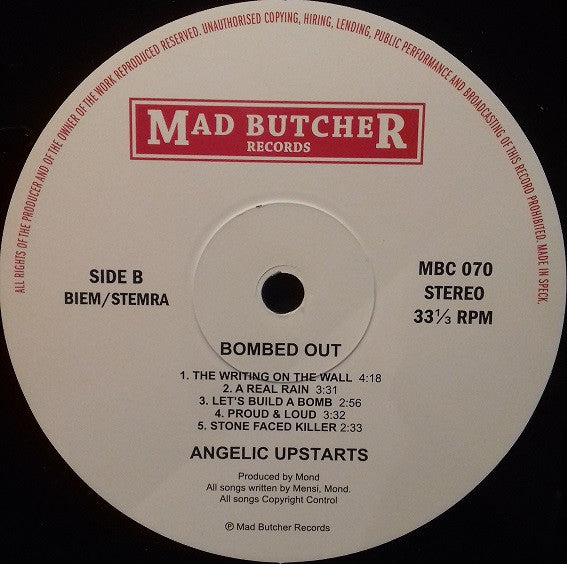 ALL RIGHTS OF THE PRODUCER AND OF THE OWNER OF THE WORK REPRODUCED RESERVED. UNAUTHORISED COPYING, HIRING, LENDING, PUBLIC PERFORMANCE AND BROADCASTING OF THIS RECORD PROHIBITED. MADE IN SPECK.
MAD BUTCHER
RECORDS
SIDE B
BIEM/STEMRA
MBC 070
STEREO
33⅓ RPM
BOMBED OUT
1. THE WRITING ON THE WALL 4:18
2. A REAL RAIN 3:31
3. LET'S BUILD A BOMB 2:56
4. PROUD & LOUD 3:32
5. STONE FACED KILLER 2:33
ANGELIC UPSTARTS
Produced by Mond
All songs written by Mensi, Mond.
All songs Copyright Control
℗ Mad Butcher Records